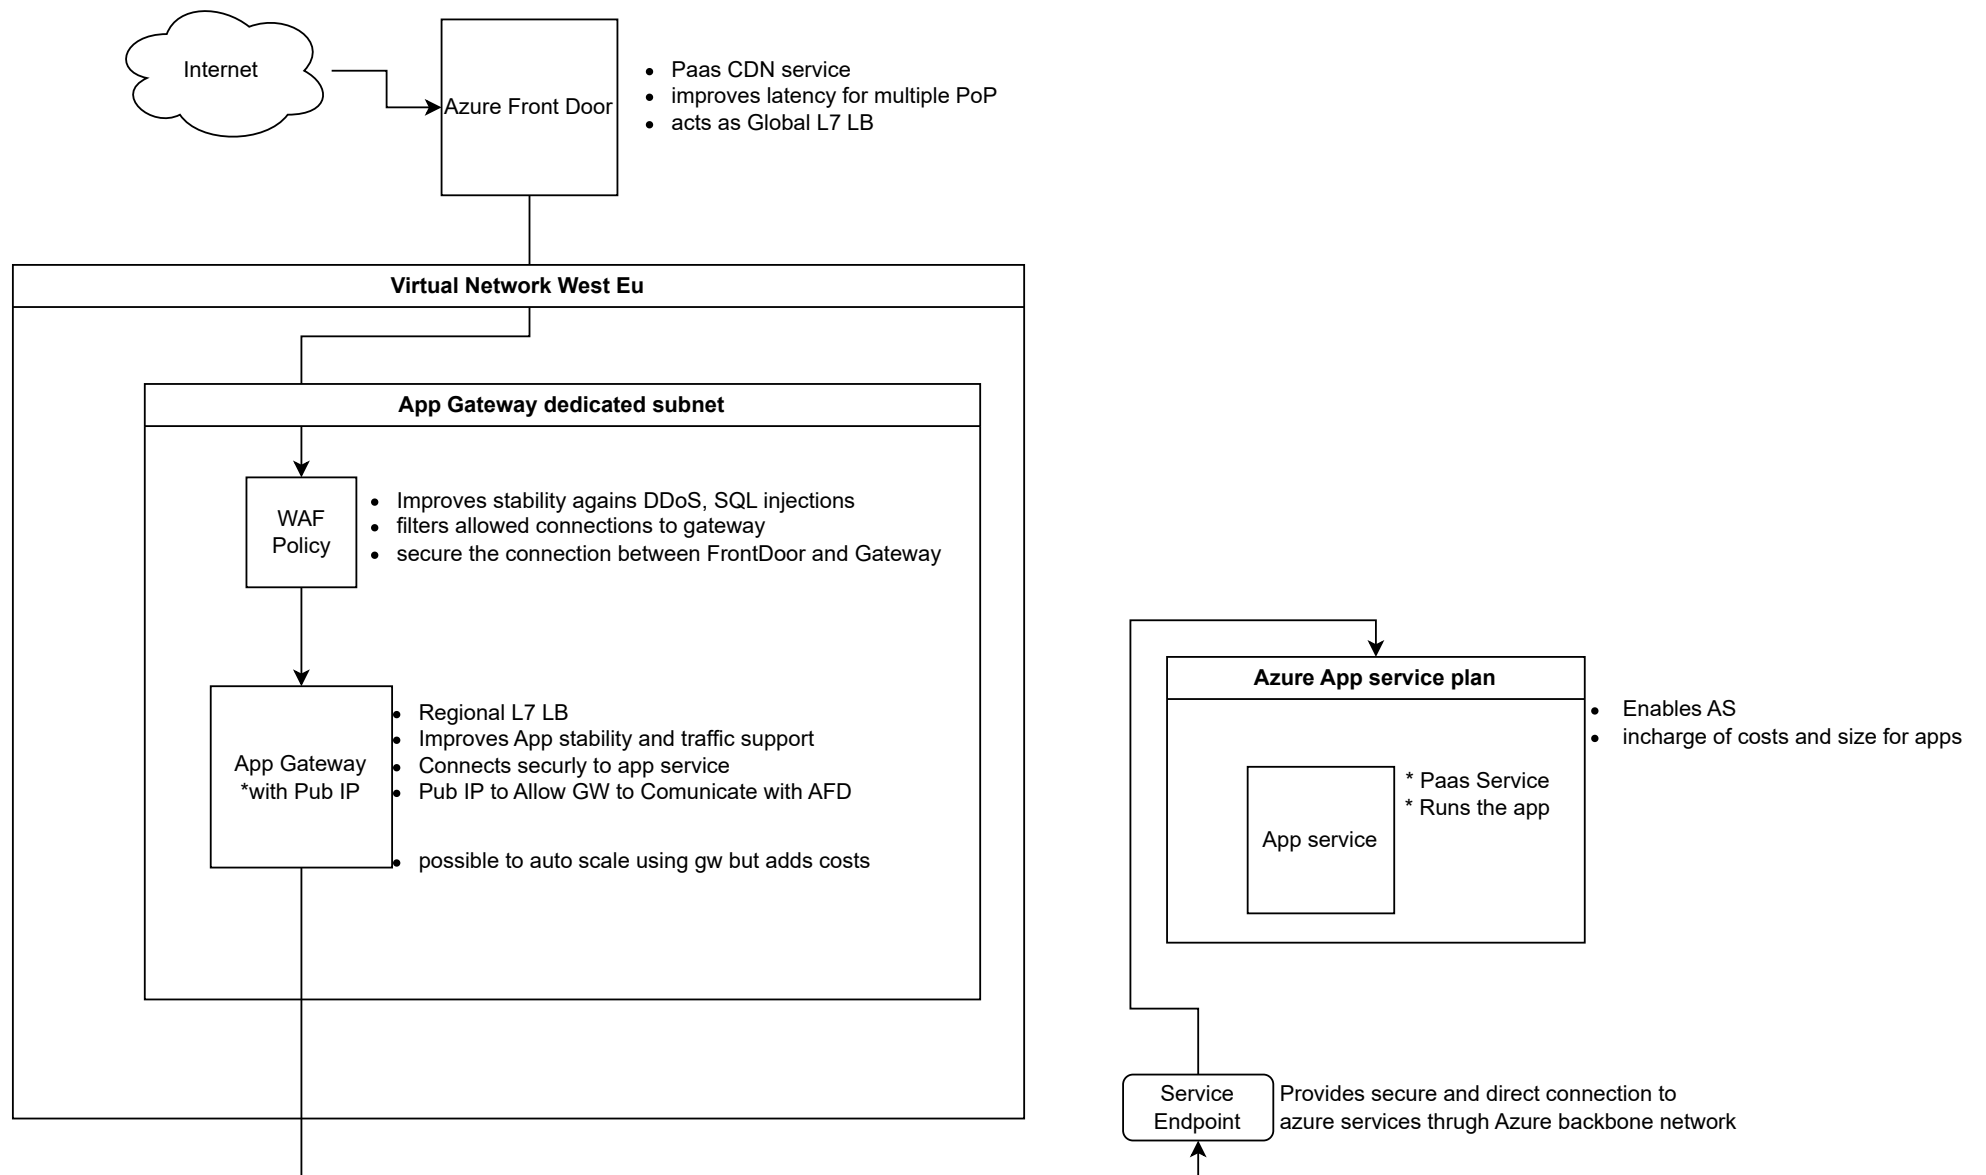 Internet
Azure Front Door
Paas CDN service
improves latency for multiple PoP
acts as Global L7 LB
Virtual Network West Eu
App Gateway dedicated subnet
WAF
Policy
Improves stability agains DDoS, SQL injections
filters allowed connections to gateway
secure the connection between FrontDoor and Gateway
App Gateway
*with Pub IP
Regional L7 LB
Improves App stability and traffic support
Connects securly to app service
Pub IP to Allow GW to Comunicate with AFD
possible to auto scale using gw but adds costs
Azure App service plan
Enables AS
incharge of costs and size for apps
App service
* Paas Service
* Runs the app
Service
Endpoint
Provides secure and direct connection to
azure services thrugh Azure backbone network